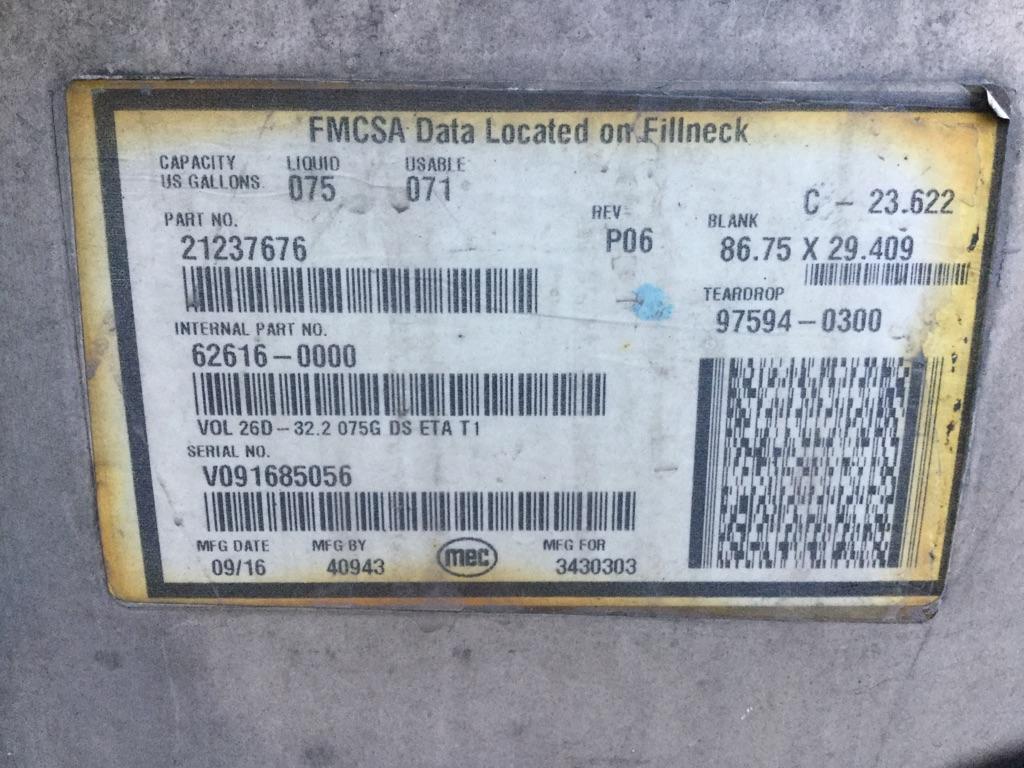 FMCSA Data Located on Fillneck
CAPACITY LIQUID USABLE
US GALLONS 075 071
C - 23.622
PART NO. REV BLANK
21237676 P06 86.75 X 29.409
TEARDROP
97594-0300
INTERNAL PART NO.
62616-0000
VOL 26D-32.2 075G DS ETA T1
SERIAL NO.
V091685056
MFG DATE MFG BY mec MFG FOR
09/16 40943 3430303